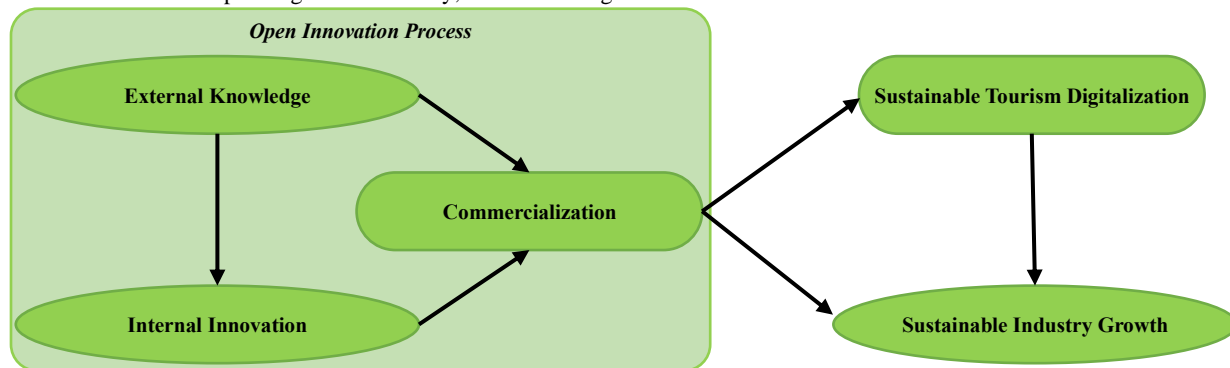 Open Innovation Process
External Knowledge
Sustainable Tourism Digitalization
Commercialization
Internal Innovation
Sustainable Industry Growth